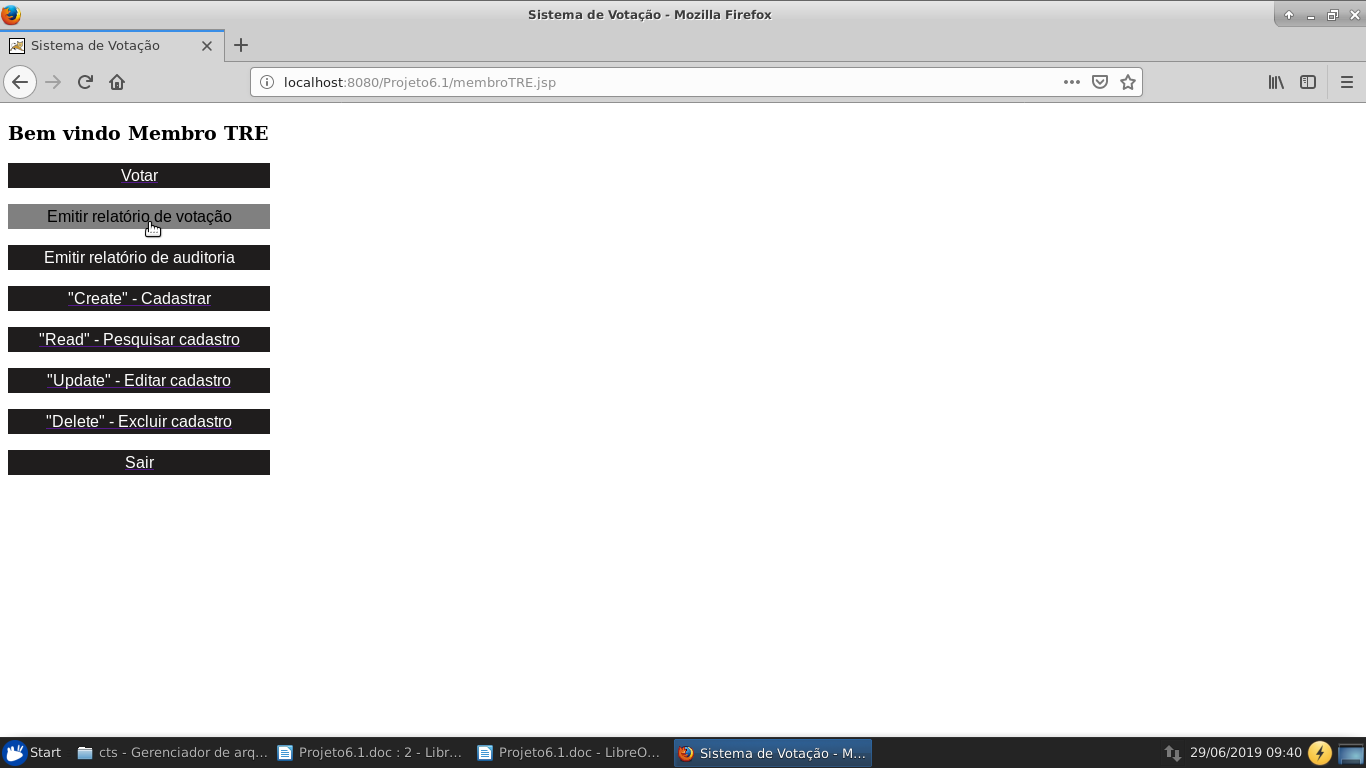 Sistema de Votação - Mozilla Firefox
Sistema de Votação
localhost:8080/Projeto6.1/membroTRE.jsp
Bem vindo Membro TRE
Votar
Emitir relatório de votação
Emitir relatório de auditoria
"Create" - Cadastrar
"Read" - Pesquisar cadastro
"Update" - Editar cadastro
"Delete" - Excluir cadastro
Sair
Start cts - Gerenciador de arq... Projeto6.1.doc : 2 - Libr... Projeto6.1.doc - LibreO... Sistema de Votação - M... 29/06/2019 09:40